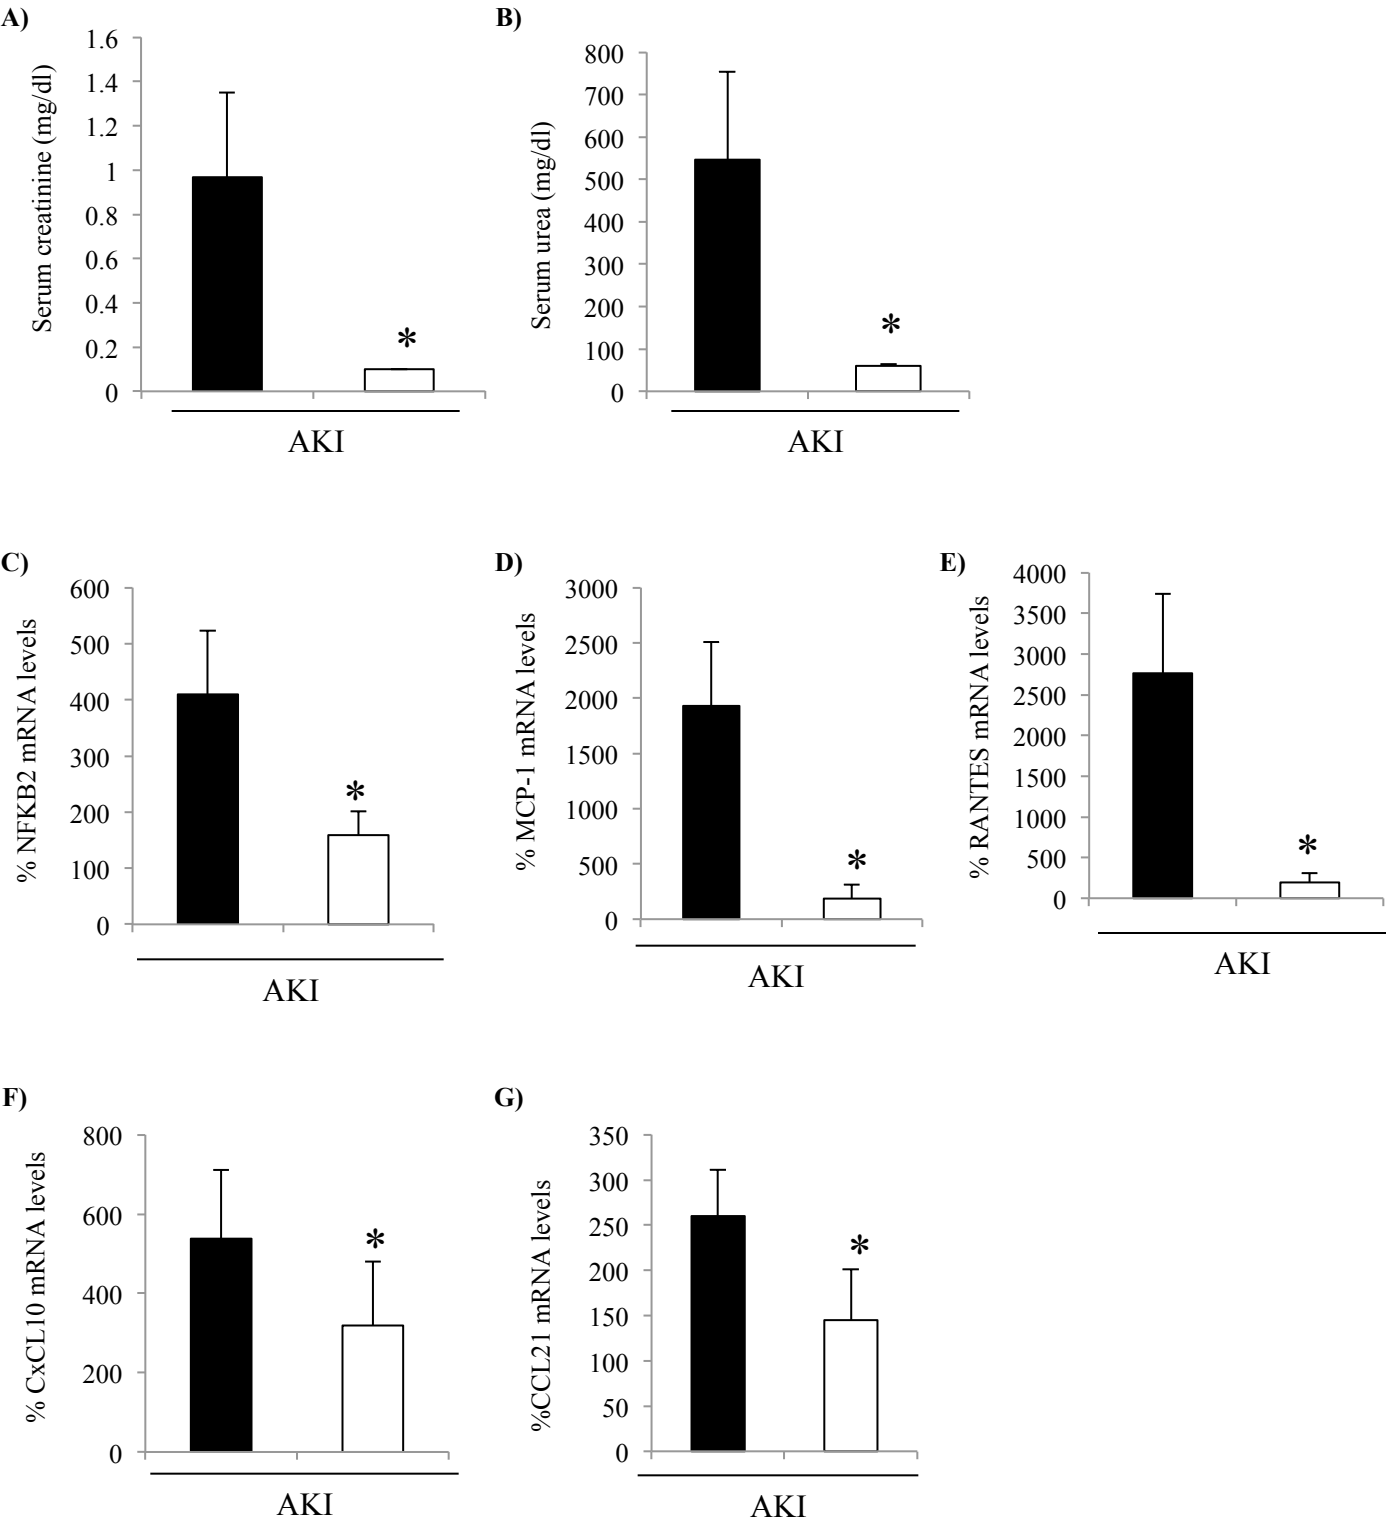 A)
Serum creatinine (mg/dl)
1.6
1.4
1.2
1
0.8
0.6
0.4
0.2
0
*
AKI
B)
Serum urea (mg/dl)
800
700
600
500
400
300
200
100
0
*
AKI
C)
% NFKB2 mRNA levels
600
500
400
300
200
100
0
*
AKI
D)
% MCP-1 mRNA levels
3000
2500
2000
1500
1000
500
0
*
AKI
E)
% RANTES mRNA levels
4000
3500
3000
2500
2000
1500
1000
500
0
*
AKI
F)
% CxCL10 mRNA levels
800
600
400
200
0
*
AKI
G)
%CCL21 mRNA levels
350
300
250
200
150
100
50
0
*
AKI